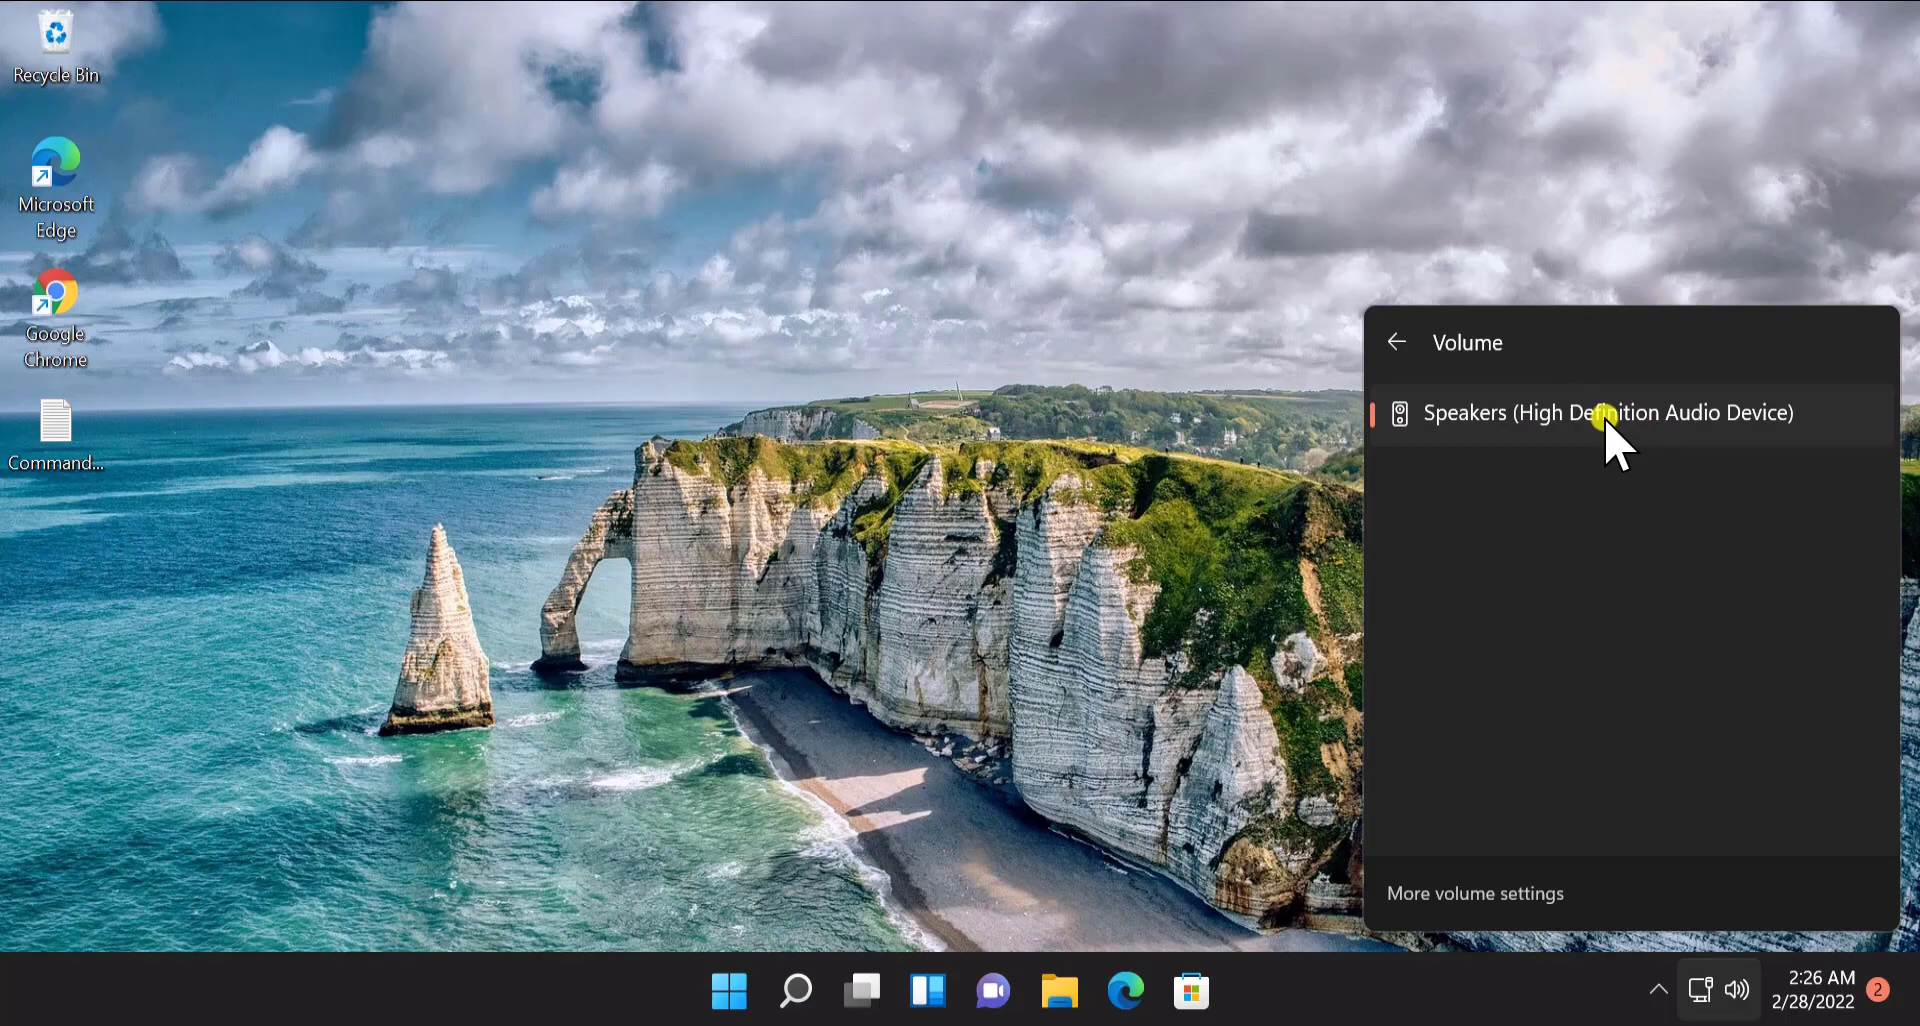 Recycle Bin
Microsoft
Edge
Google
Chrome
Command...
Volume
Speakers (High Definition Audio Device)
More volume settings
2:26 AM
2/28/2022
2